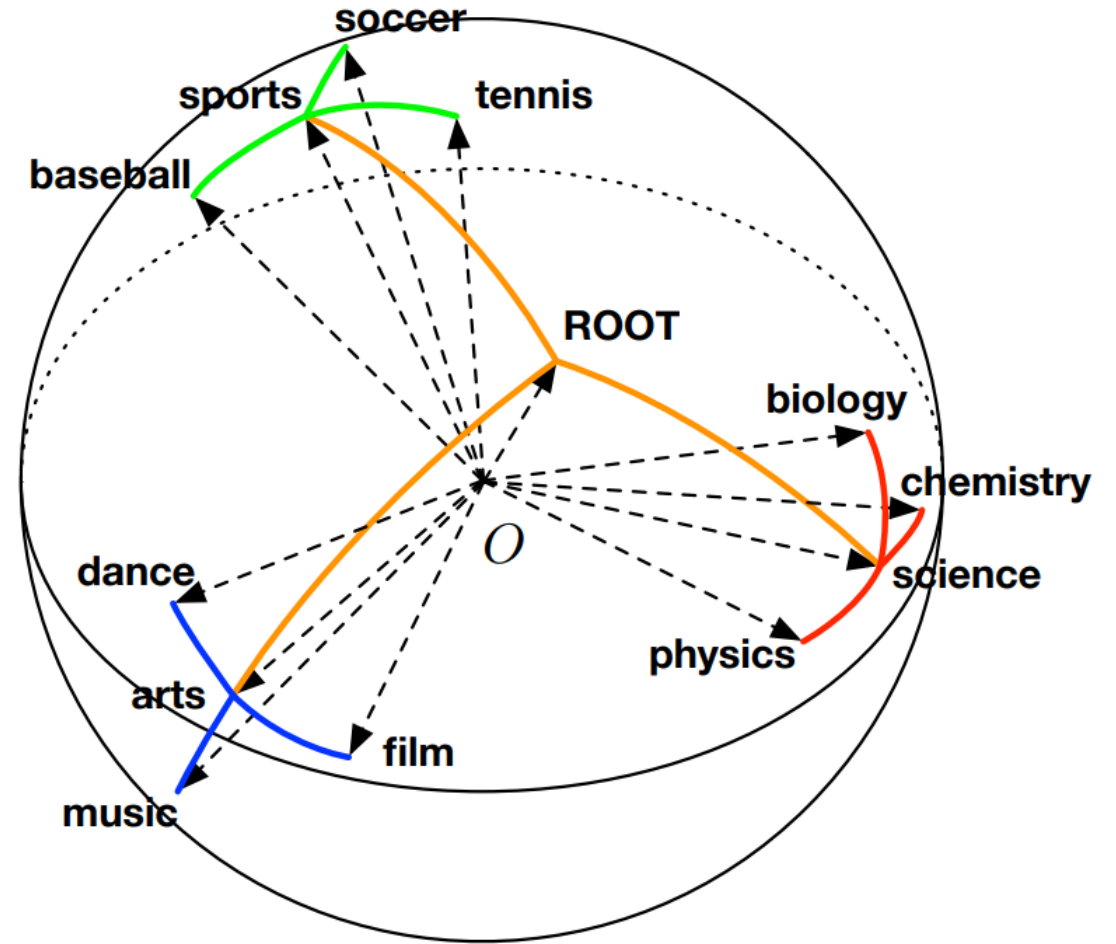 soccer
sports
tennis
baseball
ROOT
biology
chemistry
O
dance
science
physics
arts
film
music